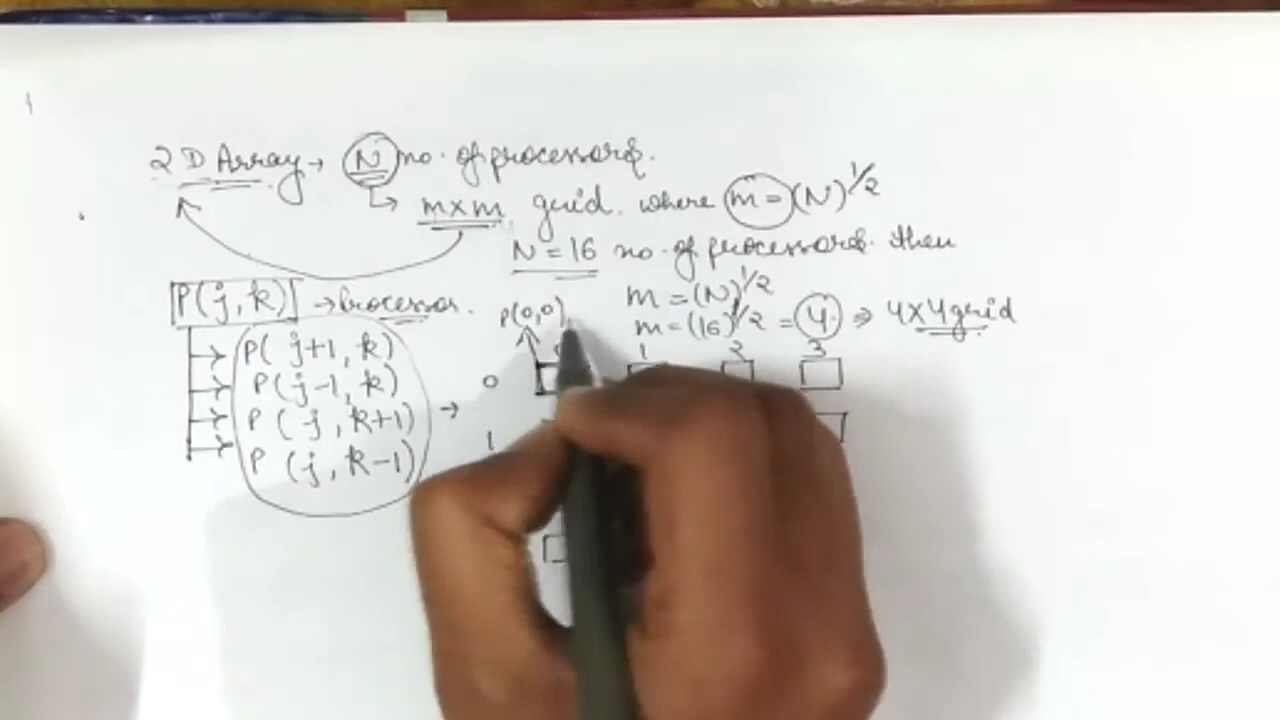 2D Array → N no. of processors.
→ m×m grid. where m = (N)^1/2
N = 16 no. of processors. then
m = (N)^1/2
m = (16)^1/2 = 4. ⇒ 4×4 grid
P(j,k) → processor.
P(j+1, k)
P(j-1, k)
P(j, k+1)
P(j, k-1)
→
P(0,0)
1 2 3
0
1